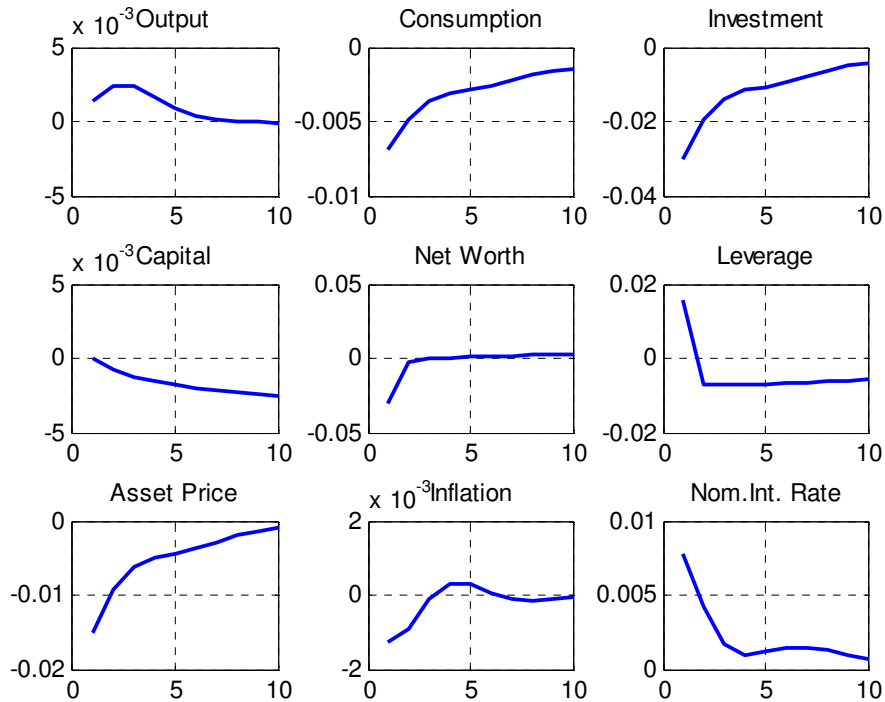 x 10^-3 Output
5
0
-5
0 5 10
Consumption
0
-0.005
-0.01
0 5 10
Investment
0
-0.02
-0.04
0 5 10
x 10^-3 Capital
5
0
-5
0 5 10
Net Worth
0.05
0
-0.05
0 5 10
Leverage
0.02
0
-0.02
0 5 10
Asset Price
0
-0.01
-0.02
0 5 10
x 10^-3 Inflation
2
0
-2
0 5 10
Nom.Int. Rate
0.01
0.005
0
0 5 10